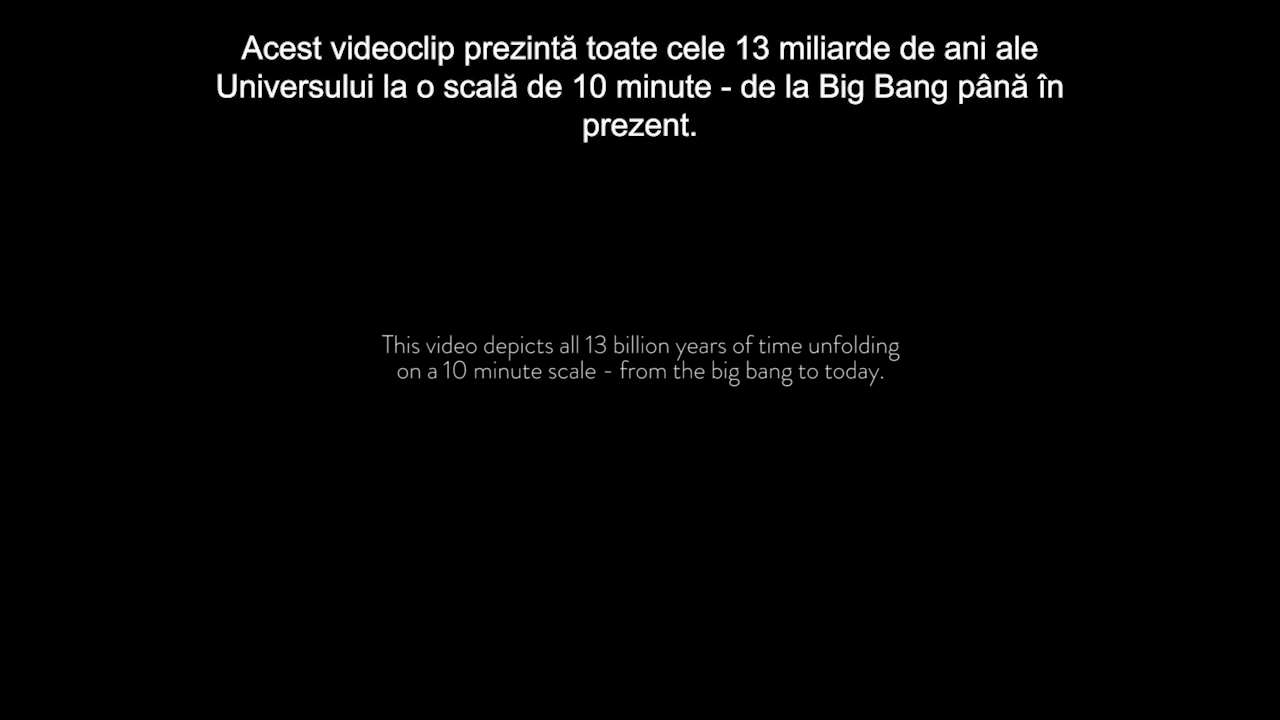 Acest videoclip prezintă toate cele 13 miliarde de ani ale
Universului la o scală de 10 minute - de la Big Bang până în
prezent.
This video depicts all 13 billion years of time unfolding
on a 10 minute scale - from the big bang to today.